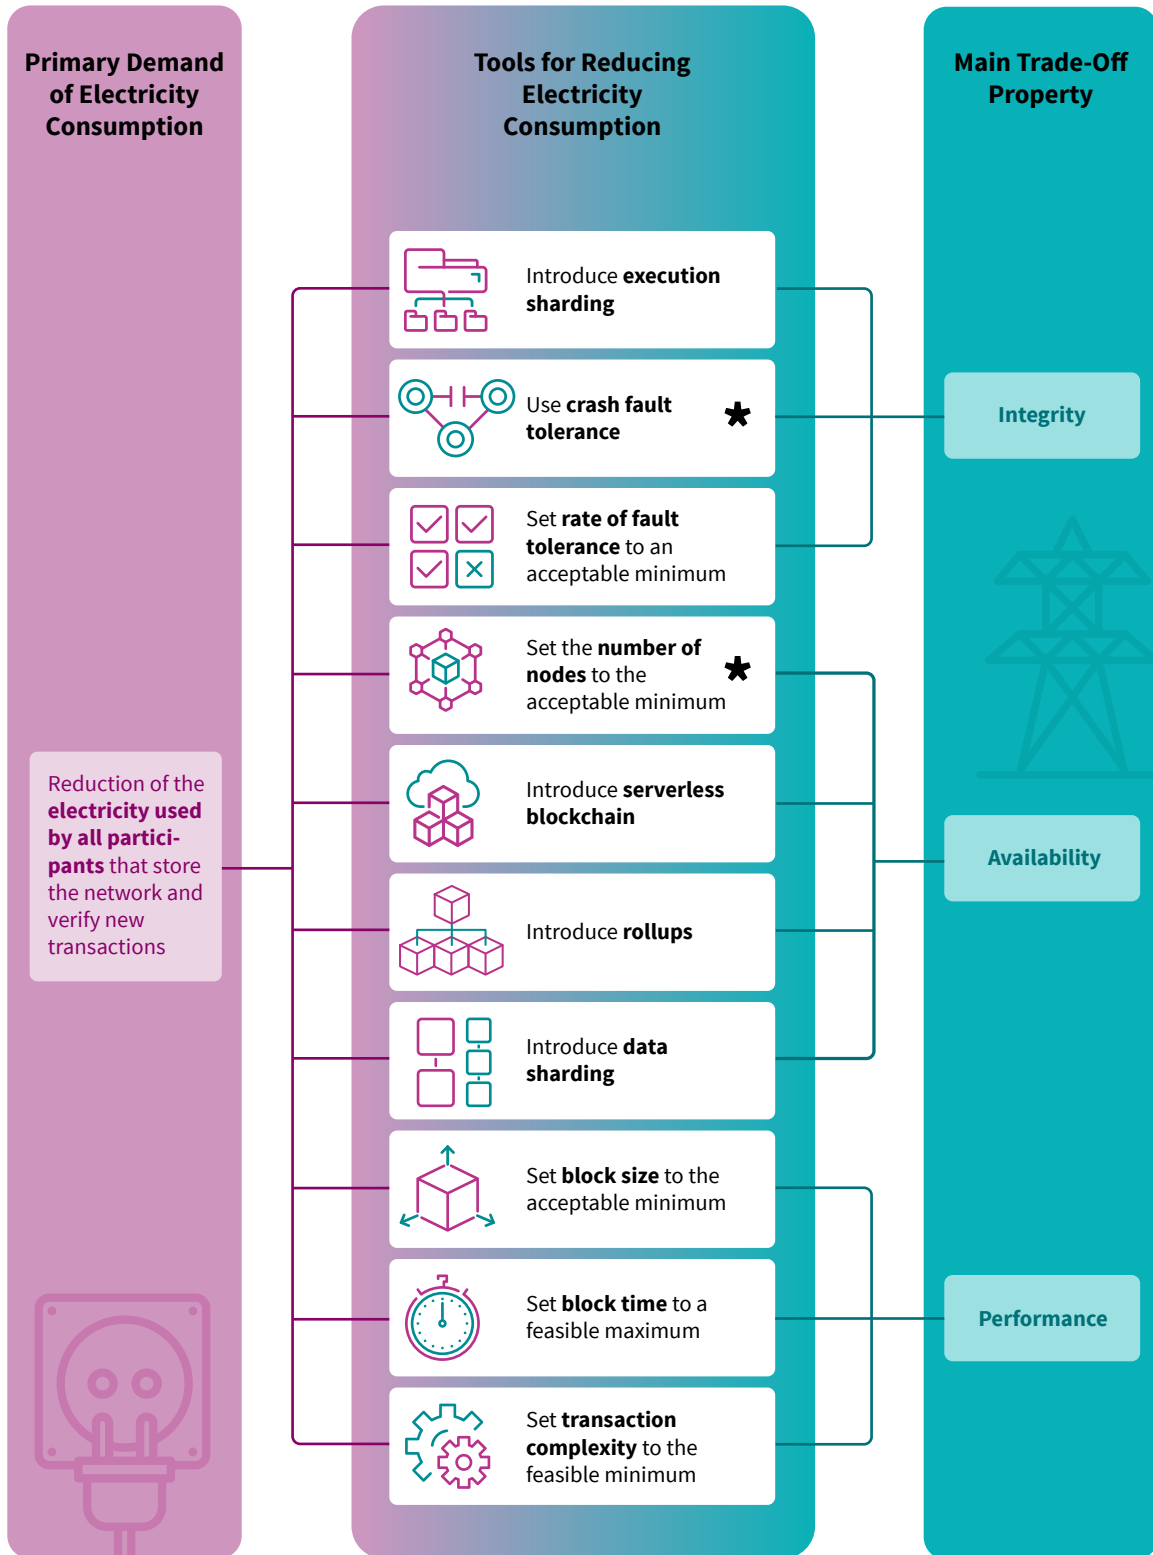 Primary Demand
of Electricity
Consumption
Tools for Reducing
Electricity
Consumption
Main Trade-Off
Property
Introduce execution
sharding
Use crash fault
tolerance
*
Set rate of fault
tolerance to an
acceptable minimum
Set the number of
nodes to the
acceptable minimum
*
Introduce serverless
blockchain
Introduce rollups
Introduce data
sharding
Set block size to the
acceptable minimum
Set block time to a
feasible maximum
Set transaction
complexity to the
feasible minimum
Reduction of the
electricity used
by all partici-
pants that store
the network and
verify new
transactions
Integrity
Availability
Performance